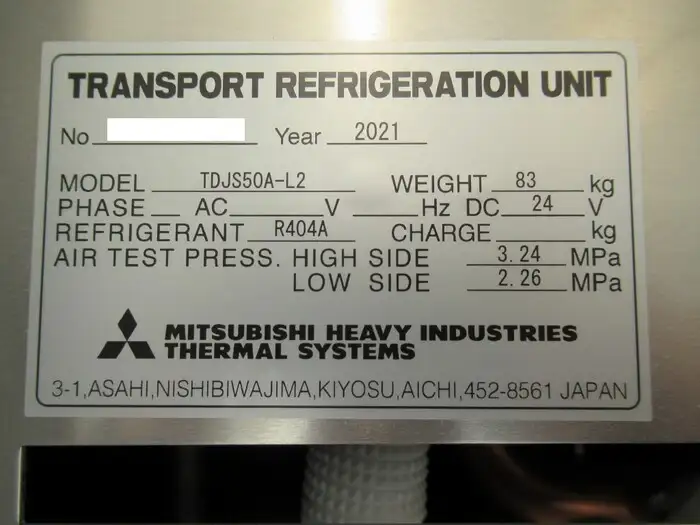 TRANSPORT REFRIGERATION UNIT
No Year 2021
MODEL TDJS50A-L2 WEIGHT 83 kg
PHASE AC V Hz DC 24 V
REFRIGERANT R404A CHARGE kg
AIR TEST PRESS. HIGH SIDE 3.24 MPa
LOW SIDE 2.26 MPa
MITSUBISHI HEAVY INDUSTRIES
THERMAL SYSTEMS
3-1,ASAHI,NISHIBIWAJIMA,KIYOSU,AICHI,452-8561 JAPAN